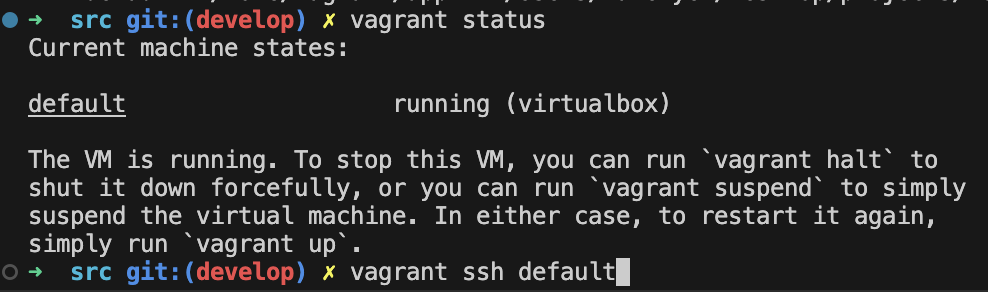 ➜ src git:(develop) ✗ vagrant status
Current machine states:
default running (virtualbox)
The VM is running. To stop this VM, you can run `vagrant halt` to
shut it down forcefully, or you can run `vagrant suspend` to simply
suspend the virtual machine. In either case, to restart it again,
simply run `vagrant up`.
➜ src git:(develop) ✗ vagrant ssh default